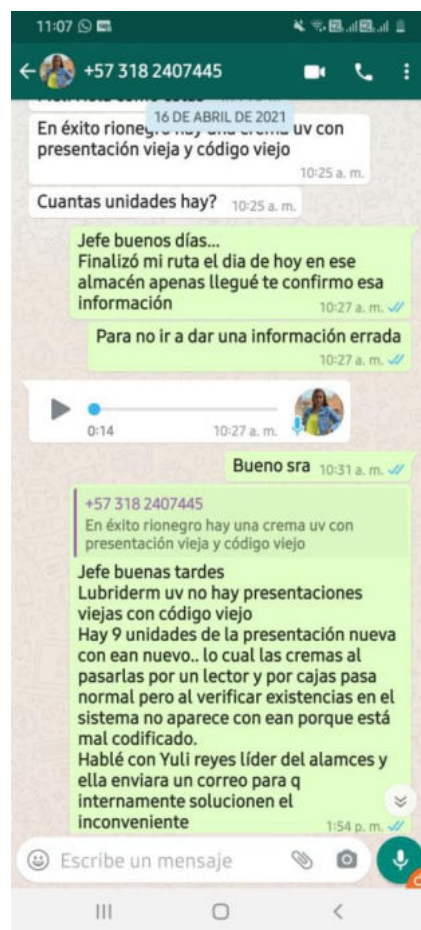 11:07
+57 318 2407445
16 DE ABRIL DE 2021
En éxito rionegro hay una crema uv con
presentación vieja y código viejo
10:25 a. m.
Cuantas unidades hay? 10:25 a. m.
Jefe buenos días...
Finalizó mi ruta el dia de hoy en ese
almacén apenas llegué te confirmo esa
información
10:27 a. m.
Para no ir a dar una información errada
10:27 a. m.
0:14 10:27 a. m.
Bueno sra 10:31 a. m.
+57 318 2407445
En éxito rionegro hay una crema uv con
presentación vieja y código viejo
Jefe buenas tardes
Lubriderm uv no hay presentaciones
viejas con código viejo
Hay 9 unidades de la presentación nueva
con ean nuevo.. lo cual las cremas al
pasarlas por un lector y por cajas pasa
normal pero al verificar existencias en el
sistema no aparece con ean porque está
mal codificado.
Hablé con Yuli reyes líder del alamces y
ella enviara un correo para q
internamente solucionen el
inconveniente
1:54 p. m.
Escribe un mensaje